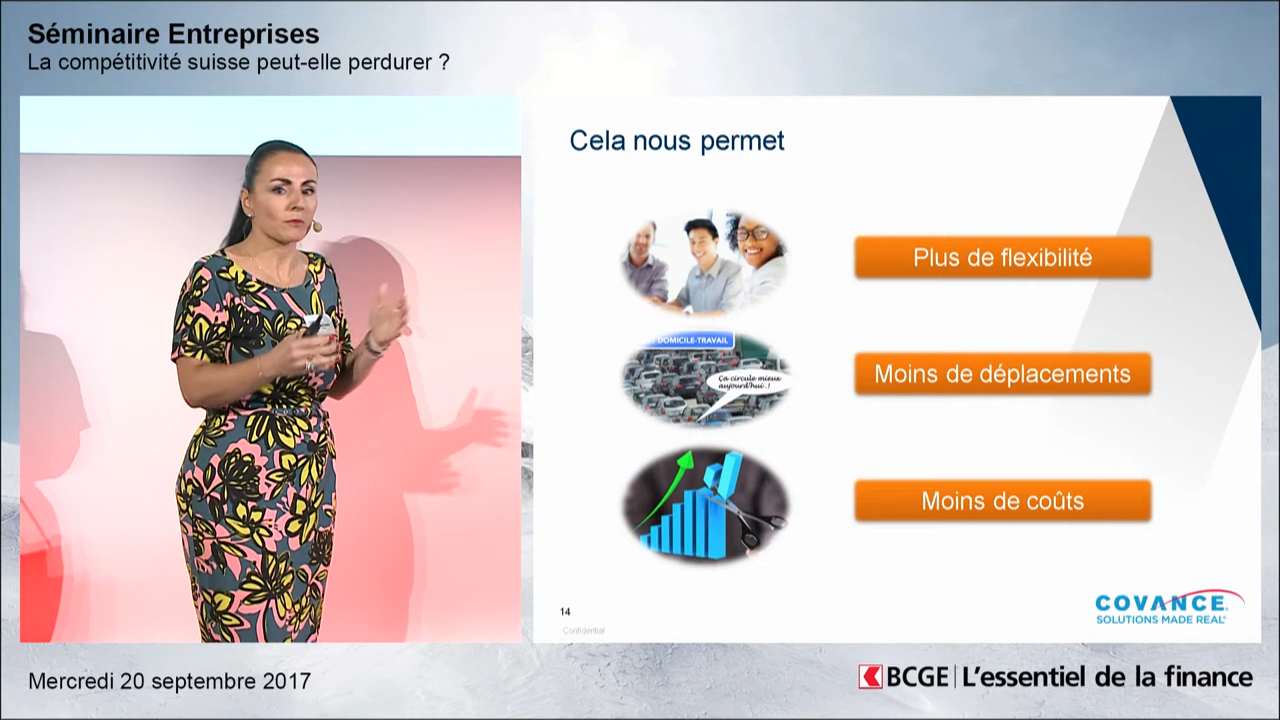 Séminaire Entreprises
La compétitivité suisse peut-elle perdurer ?
Cela nous permet
Plus de flexibilité
DOMICILE-TRAVAIL
Ça circule mieux
aujourd'hui .!
Moins de déplacements
Moins de coûts
14
Confidential
COVANCE
SOLUTIONS MADE REAL®
Mercredi 20 septembre 2017
BCGE | L'essentiel de la finance